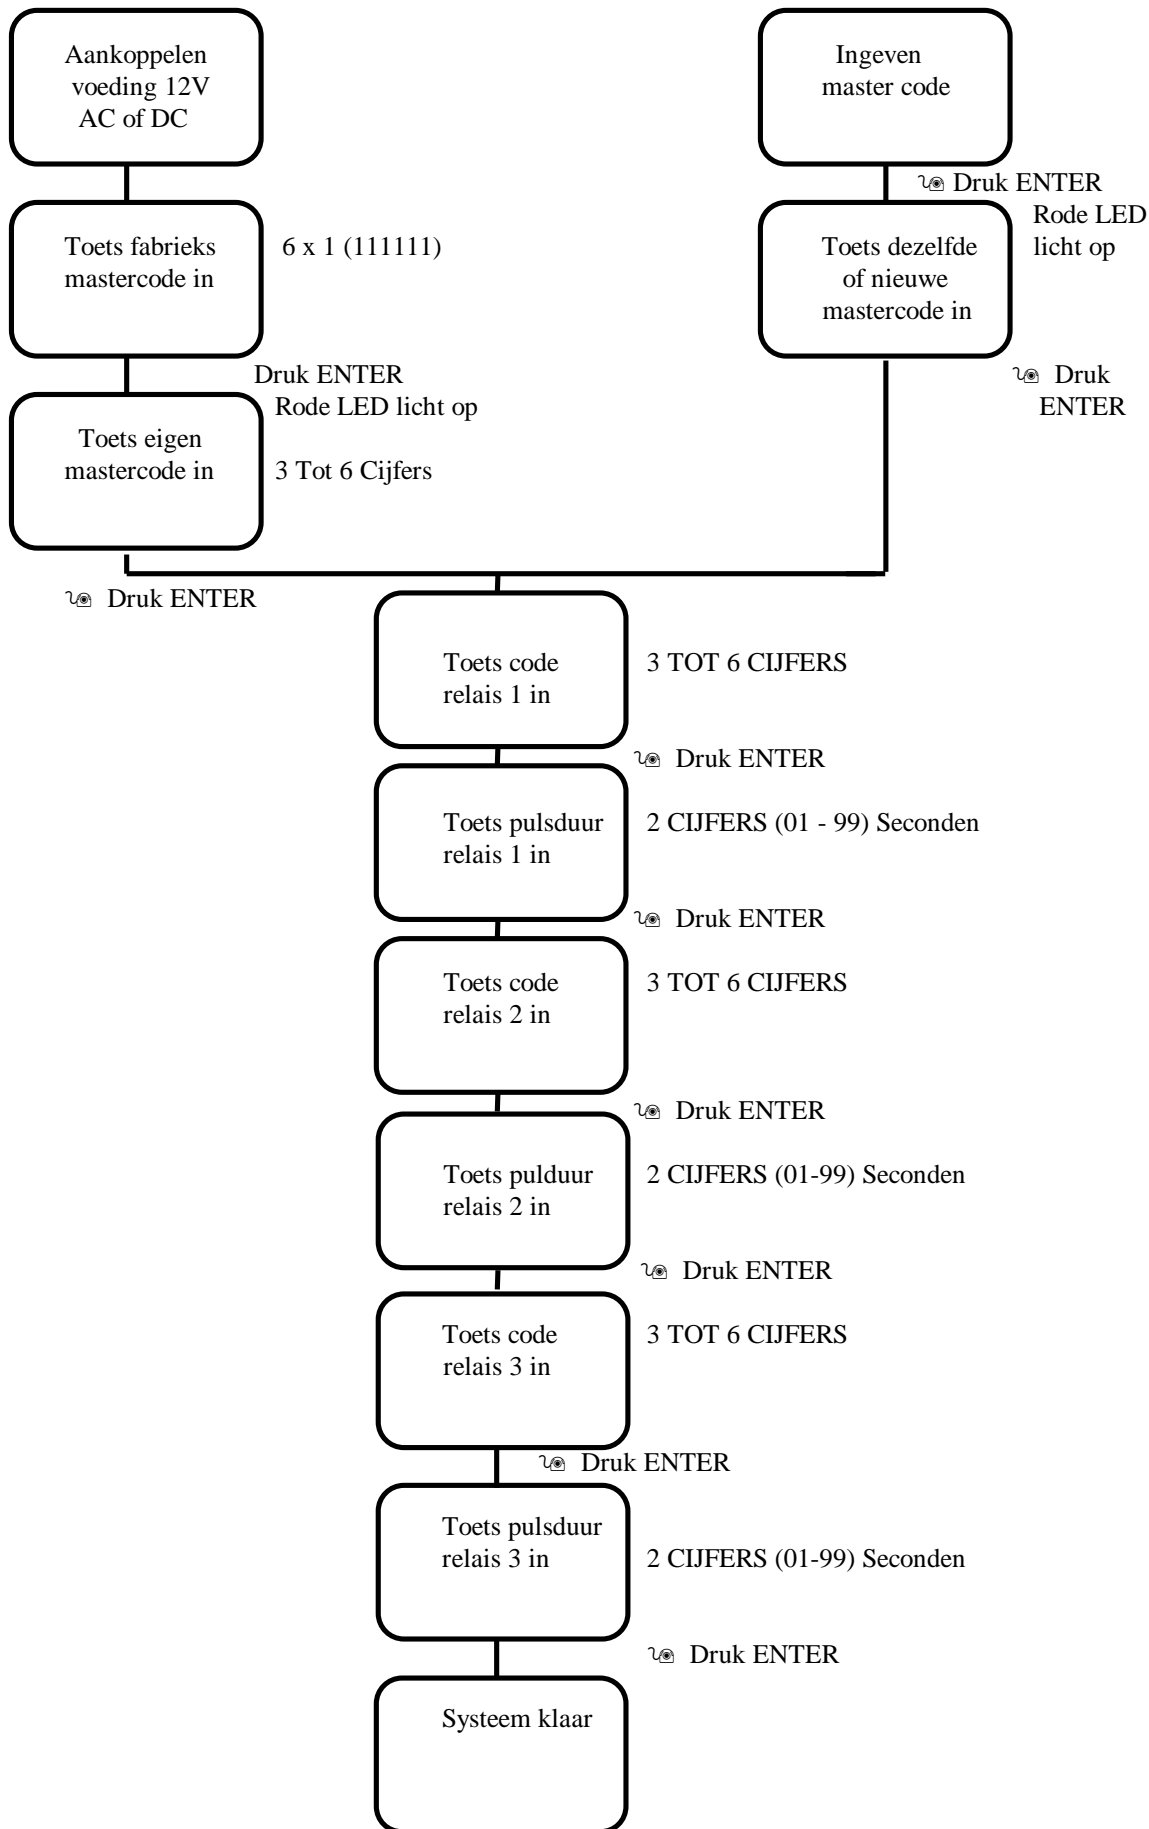 Aankoppelen
voeding 12V
AC of DC
Toets fabrieks
mastercode in
6 x 1 (111111)
Druk ENTER
Rode LED licht op
Toets eigen
mastercode in
3 Tot 6 Cijfers
Druk ENTER
Ingeven
master code
Druk ENTER
Rode LED
licht op
Toets dezelfde
of nieuwe
mastercode in
Druk
ENTER
Toets code
relais 1 in
3 TOT 6 CIJFERS
Druk ENTER
Toets pulsduur
relais 1 in
2 CIJFERS (01 - 99) Seconden
Druk ENTER
Toets code
relais 2 in
3 TOT 6 CIJFERS
Druk ENTER
Toets pulduur
relais 2 in
2 CIJFERS (01-99) Seconden
Druk ENTER
Toets code
relais 3 in
3 TOT 6 CIJFERS
Druk ENTER
Toets pulsduur
relais 3 in
2 CIJFERS (01-99) Seconden
Druk ENTER
Systeem klaar